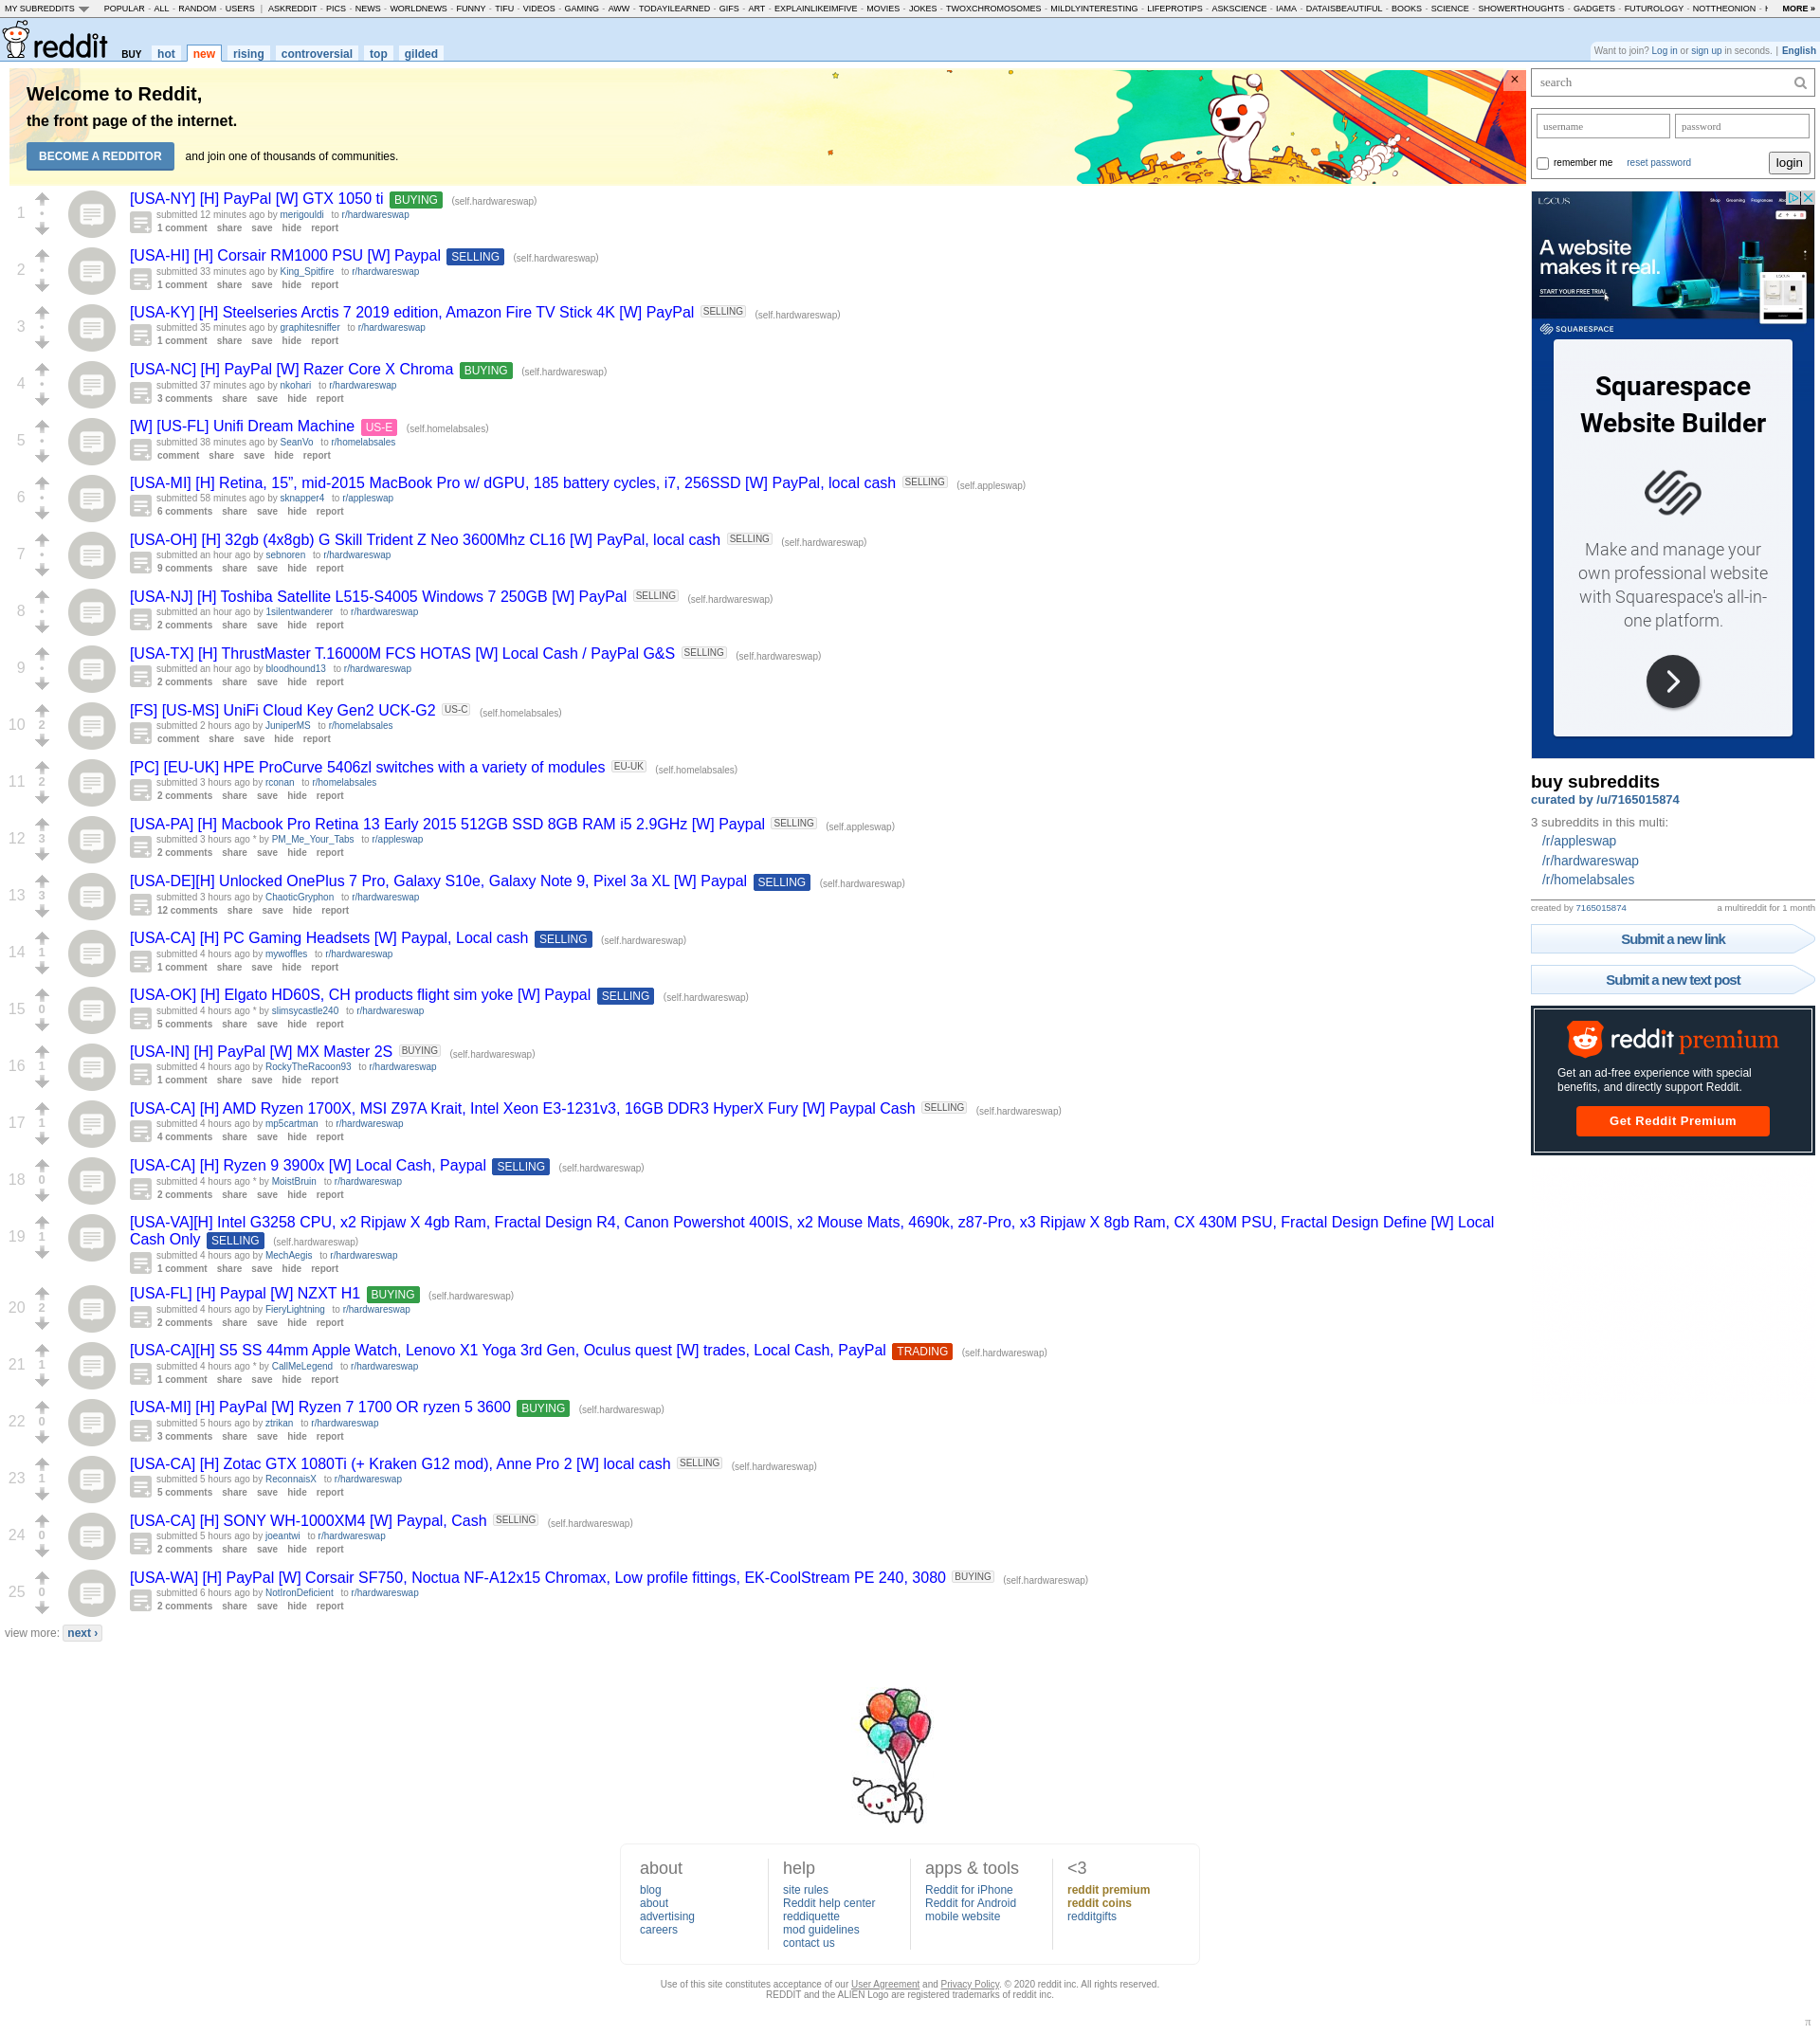 MY SUBREDDITS POPULAR - ALL - RANDOM - USERS | ASKREDDIT - PICS - NEWS - WORLDNEWS - FUNNY - TIFU - VIDEOS - GAMING - AWW - TODAYILEARNED - GIFS - ART - EXPLAINLIKEIMFIVE - MOVIES - JOKES - TWOXCHROMOSOMES - MILDLYINTERESTING - LIFEPROTIPS - ASKSCIENCE - IAMA - DATAISBEAUTIFUL - BOOKS - SCIENCE - SHOWERTHOUGHTS - GADGETS - FUTUROLOGY - NOTTHEONION - MORE »
reddit BUY hot new rising controversial top gilded
Want to join? Log in or sign up in seconds. | English
Welcome to Reddit,
the front page of the internet.
BECOME A REDDITOR and join one of thousands of communities.
×
search
username password
remember me reset password login
1 [USA-NY] [H] PayPal [W] GTX 1050 ti BUYING (self.hardwareswap)
submitted 12 minutes ago by merigouldi to r/hardwareswap
1 comment share save hide report
2 [USA-HI] [H] Corsair RM1000 PSU [W] Paypal SELLING (self.hardwareswap)
submitted 33 minutes ago by King_Spitfire to r/hardwareswap
1 comment share save hide report
3 [USA-KY] [H] Steelseries Arctis 7 2019 edition, Amazon Fire TV Stick 4K [W] PayPal SELLING (self.hardwareswap)
submitted 35 minutes ago by graphitesniffer to r/hardwareswap
1 comment share save hide report
4 [USA-NC] [H] PayPal [W] Razer Core X Chroma BUYING (self.hardwareswap)
submitted 37 minutes ago by nkohari to r/hardwareswap
3 comments share save hide report
5 [W] [US-FL] Unifi Dream Machine US-E (self.homelabsales)
submitted 38 minutes ago by SeanVo to r/homelabsales
comment share save hide report
6 [USA-MI] [H] Retina, 15”, mid-2015 MacBook Pro w/ dGPU, 185 battery cycles, i7, 256SSD [W] PayPal, local cash SELLING (self.appleswap)
submitted 58 minutes ago by sknapper4 to r/appleswap
6 comments share save hide report
7 [USA-OH] [H] 32gb (4x8gb) G Skill Trident Z Neo 3600Mhz CL16 [W] PayPal, local cash SELLING (self.hardwareswap)
submitted an hour ago by sebnoren to r/hardwareswap
9 comments share save hide report
8 [USA-NJ] [H] Toshiba Satellite L515-S4005 Windows 7 250GB [W] PayPal SELLING (self.hardwareswap)
submitted an hour ago by 1silentwanderer to r/hardwareswap
2 comments share save hide report
9 [USA-TX] [H] ThrustMaster T.16000M FCS HOTAS [W] Local Cash / PayPal G&S SELLING (self.hardwareswap)
submitted an hour ago by bloodhound13 to r/hardwareswap
2 comments share save hide report
10 2 [FS] [US-MS] UniFi Cloud Key Gen2 UCK-G2 US-C (self.homelabsales)
submitted 2 hours ago by JuniperMS to r/homelabsales
comment share save hide report
11 2 [PC] [EU-UK] HPE ProCurve 5406zl switches with a variety of modules EU-UK (self.homelabsales)
submitted 3 hours ago by rconan to r/homelabsales
2 comments share save hide report
12 3 [USA-PA] [H] Macbook Pro Retina 13 Early 2015 512GB SSD 8GB RAM i5 2.9GHz [W] Paypal SELLING (self.appleswap)
submitted 3 hours ago * by PM_Me_Your_Tabs to r/appleswap
2 comments share save hide report
13 3 [USA-DE][H] Unlocked OnePlus 7 Pro, Galaxy S10e, Galaxy Note 9, Pixel 3a XL [W] Paypal SELLING (self.hardwareswap)
submitted 3 hours ago by ChaoticGryphon to r/hardwareswap
12 comments share save hide report
14 1 [USA-CA] [H] PC Gaming Headsets [W] Paypal, Local cash SELLING (self.hardwareswap)
submitted 4 hours ago by mywoffles to r/hardwareswap
1 comment share save hide report
15 0 [USA-OK] [H] Elgato HD60S, CH products flight sim yoke [W] Paypal SELLING (self.hardwareswap)
submitted 4 hours ago * by slimsycastle240 to r/hardwareswap
5 comments share save hide report
16 1 [USA-IN] [H] PayPal [W] MX Master 2S BUYING (self.hardwareswap)
submitted 4 hours ago by RockyTheRacoon93 to r/hardwareswap
1 comment share save hide report
17 1 [USA-CA] [H] AMD Ryzen 1700X, MSI Z97A Krait, Intel Xeon E3-1231v3, 16GB DDR3 HyperX Fury [W] Paypal Cash SELLING (self.hardwareswap)
submitted 4 hours ago by mp5cartman to r/hardwareswap
4 comments share save hide report
18 0 [USA-CA] [H] Ryzen 9 3900x [W] Local Cash, Paypal SELLING (self.hardwareswap)
submitted 4 hours ago * by MoistBruin to r/hardwareswap
2 comments share save hide report
19 1 [USA-VA][H] Intel G3258 CPU, x2 Ripjaw X 4gb Ram, Fractal Design R4, Canon Powershot 400IS, x2 Mouse Mats, 4690k, z87-Pro, x3 Ripjaw X 8gb Ram, CX 430M PSU, Fractal Design Define [W] Local
Cash Only SELLING (self.hardwareswap)
submitted 4 hours ago by MechAegis to r/hardwareswap
1 comment share save hide report
20 2 [USA-FL] [H] Paypal [W] NZXT H1 BUYING (self.hardwareswap)
submitted 4 hours ago by FieryLightning to r/hardwareswap
2 comments share save hide report
21 1 [USA-CA][H] S5 SS 44mm Apple Watch, Lenovo X1 Yoga 3rd Gen, Oculus quest [W] trades, Local Cash, PayPal TRADING (self.hardwareswap)
submitted 4 hours ago * by CallMeLegend to r/hardwareswap
1 comment share save hide report
22 0 [USA-MI] [H] PayPal [W] Ryzen 7 1700 OR ryzen 5 3600 BUYING (self.hardwareswap)
submitted 5 hours ago by ztrikan to r/hardwareswap
3 comments share save hide report
23 1 [USA-CA] [H] Zotac GTX 1080Ti (+ Kraken G12 mod), Anne Pro 2 [W] local cash SELLING (self.hardwareswap)
submitted 5 hours ago by ReconnaisX to r/hardwareswap
5 comments share save hide report
24 0 [USA-CA] [H] SONY WH-1000XM4 [W] Paypal, Cash SELLING (self.hardwareswap)
submitted 5 hours ago by joeantwi to r/hardwareswap
2 comments share save hide report
25 0 [USA-WA] [H] PayPal [W] Corsair SF750, Noctua NF-A12x15 Chromax, Low profile fittings, EK-CoolStream PE 240, 3080 BUYING (self.hardwareswap)
submitted 6 hours ago by NotIronDeficient to r/hardwareswap
2 comments share save hide report
view more: next ›
LOCUS
A website
makes it real.
START YOUR FREE TRIAL
SQUARESPACE
Squarespace
Website Builder
Make and manage your
own professional website
with Squarespace's all-in-
one platform.
buy subreddits
curated by /u/7165015874
3 subreddits in this multi:
/r/appleswap
/r/hardwareswap
/r/homelabsales
created by 7165015874 a multireddit for 1 month
Submit a new link
Submit a new text post
reddit premium
Get an ad-free experience with special
benefits, and directly support Reddit.
Get Reddit Premium
about
blog
about
advertising
careers
help
site rules
Reddit help center
reddiquette
mod guidelines
contact us
apps & tools
Reddit for iPhone
Reddit for Android
mobile website
<3
reddit premium
reddit coins
redditgifts
Use of this site constitutes acceptance of our User Agreement and Privacy Policy. © 2020 reddit inc. All rights reserved.
REDDIT and the ALIEN Logo are registered trademarks of reddit inc.
π